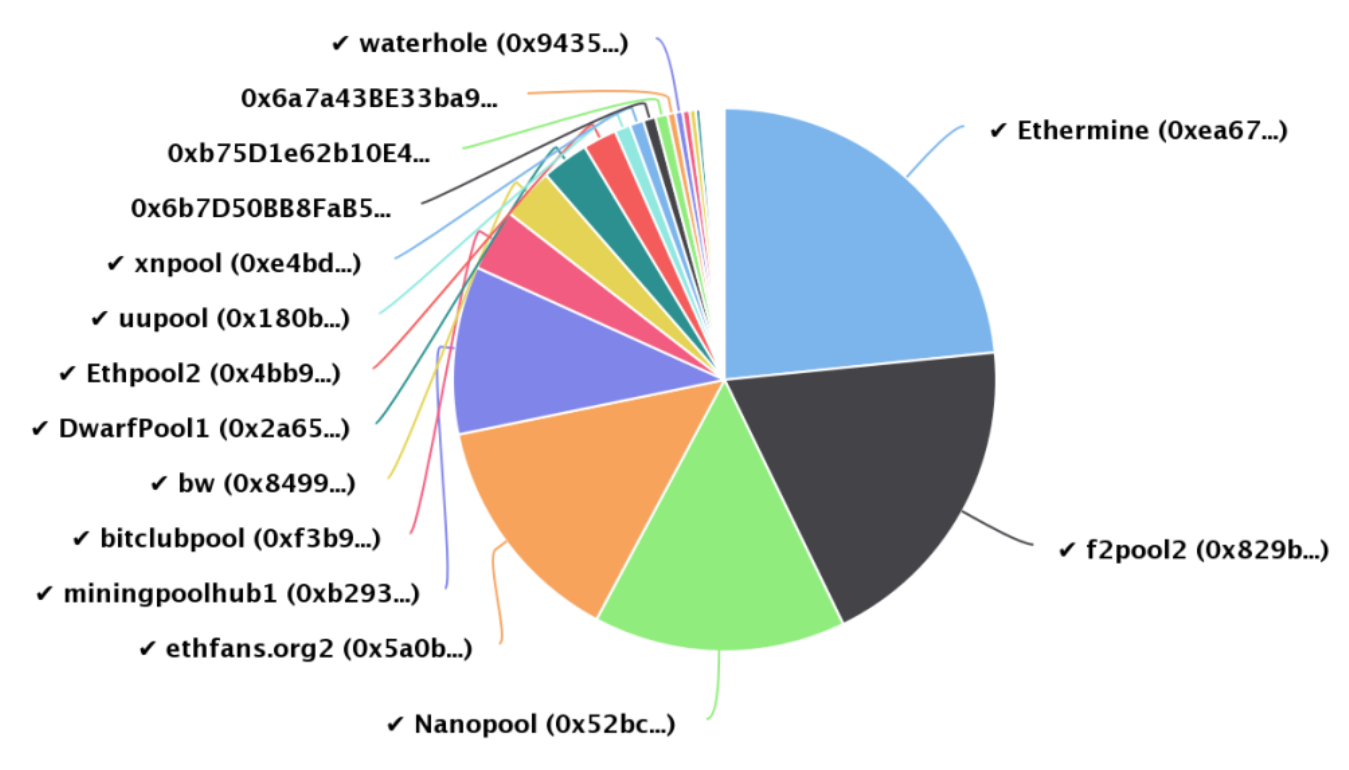 ✔ waterhole (0x9435...)
0x6a7a43BE33ba9...
✔ Ethermine (0xea67...)
0xb75D1e62b10E4...
0x6b7D50BB8FaB5...
✔ xnpool (0xe4bd...)
✔ uupool (0x180b...)
✔ Ethpool2 (0x4bb9...)
✔ DwarfPool1 (0x2a65...)
✔ bw (0x8499...)
✔ bitclubpool (0xf3b9...)
✔ f2pool2 (0x829b...)
✔ miningpoolhub1 (0xb293...)
✔ ethfans.org2 (0x5a0b...)
✔ Nanopool (0x52bc...)